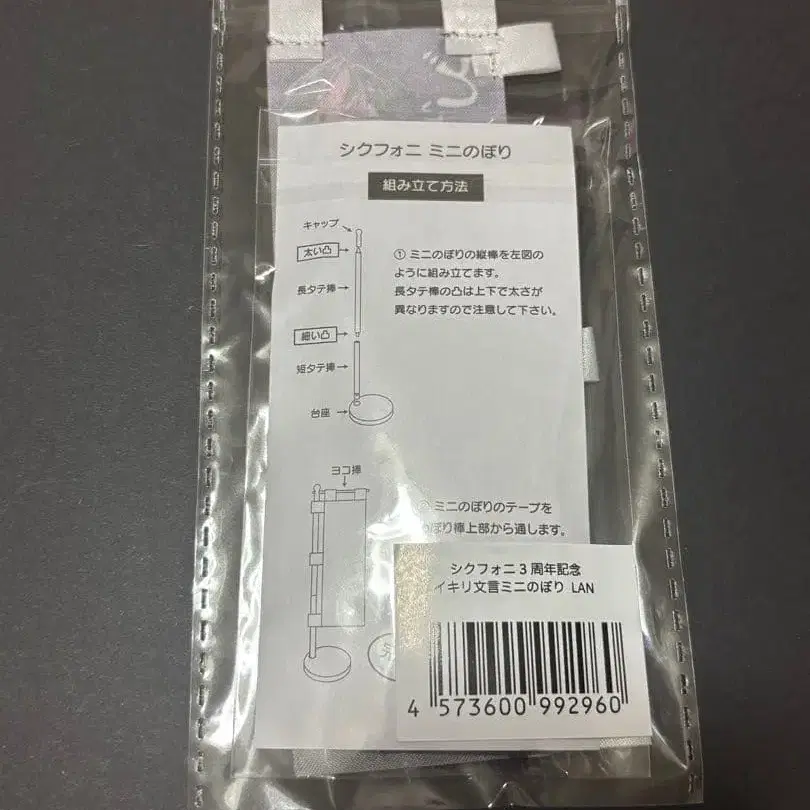 シクフォニ ミニのぼり
組み立て方法
キャップ
太い凸
長タテ棒
細い凸
短タテ棒
台座
① ミニのぼりの縦棒を左図の
ように組み立てます。
長タテ棒の凸は上下で太さが
異なりますので注意して下さい。
ヨコ棒
ミニのぼりのテープを
ぼり棒上部から通します。
シクフォニ3周年記念
イキリ文言ミニのぼり LAN
4 573600 992960